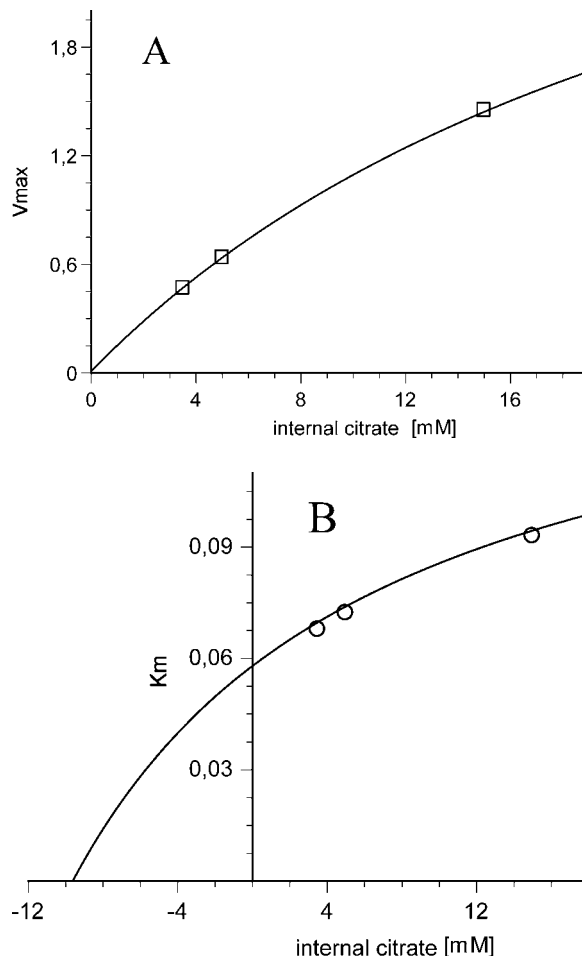 A
1,8
1,2
0,6
0
Vmax
0 4 8 12 16
internal citrate [mM]
B
0,09
0,06
0,03
Km
-12 -4 4 12
internal citrate [mM]